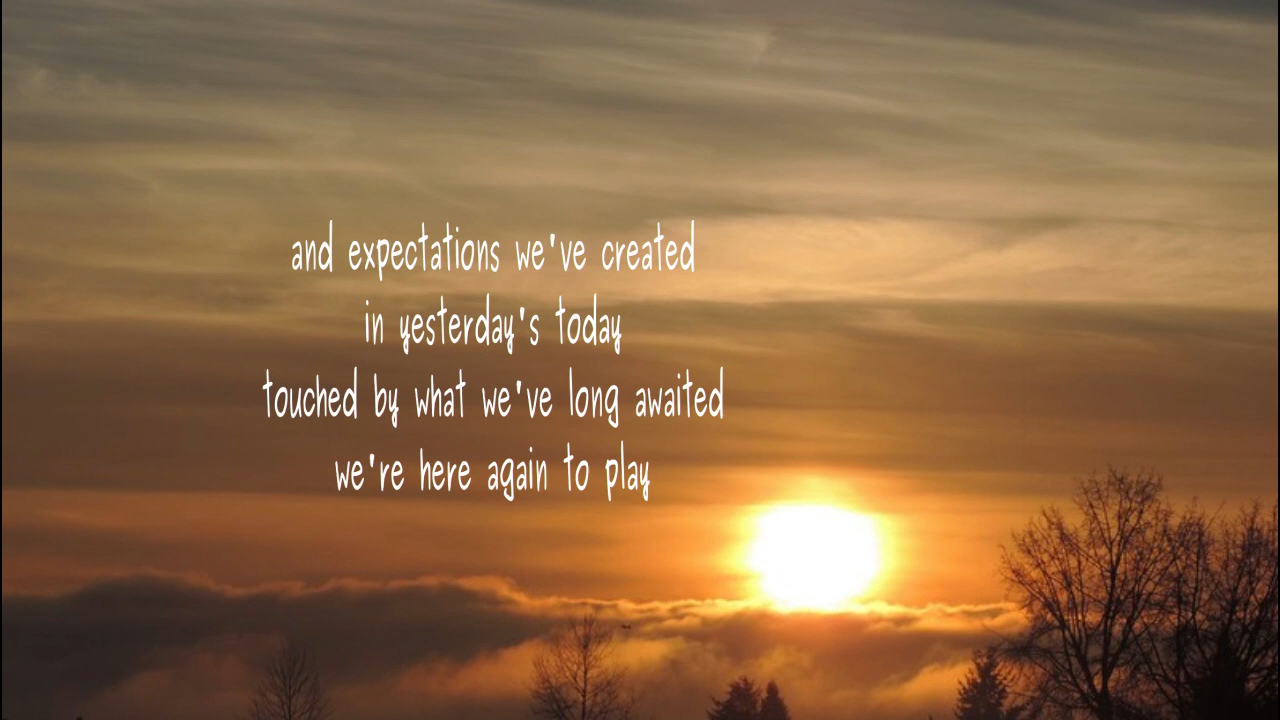 and expectations we've created
in yesterday's today
touched by what we've long awaited
we're here again to play